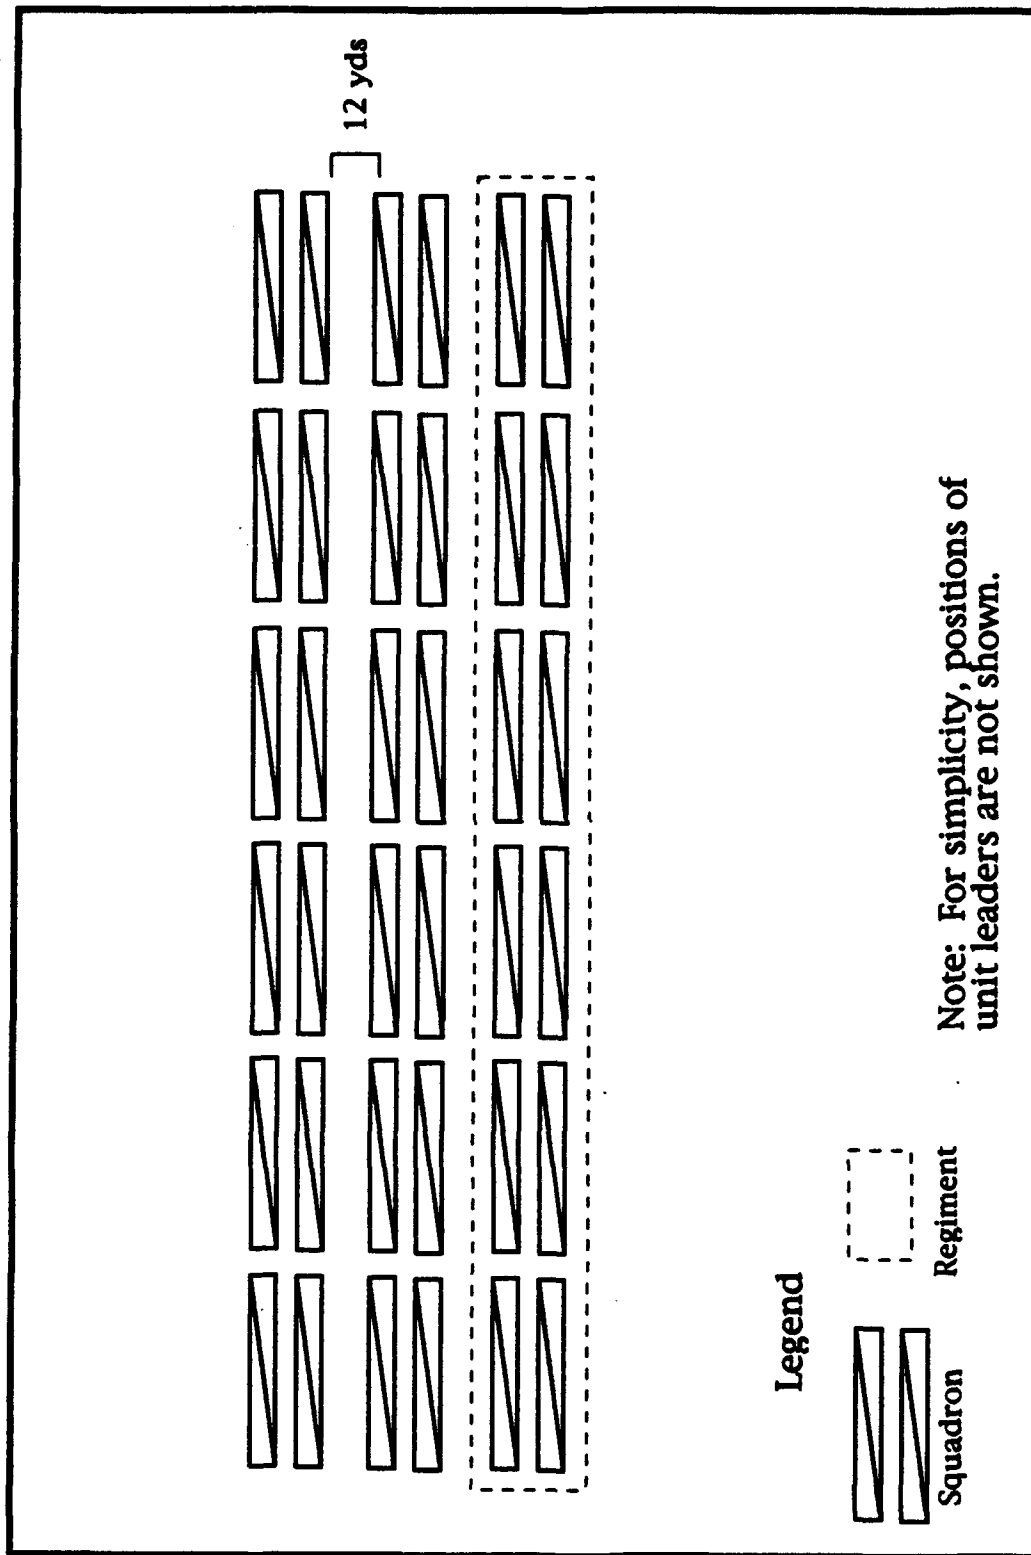 12 yds
Legend
Squadron
Regiment
Note: For simplicity, positions of
unit leaders are not shown.